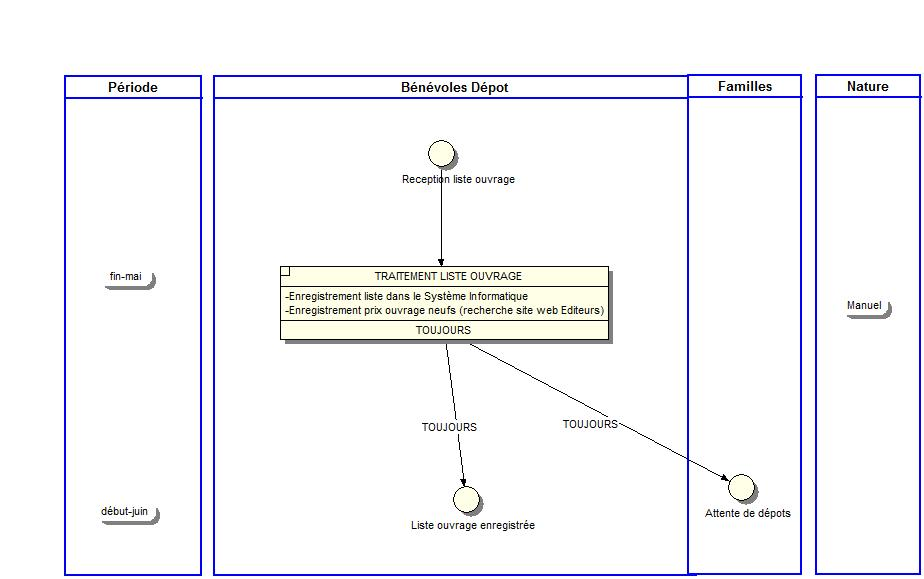 Période
Bénévoles Dépot
Familles
Nature
Reception liste ouvrage
fin-mai
TRAITEMENT LISTE OUVRAGE
-Enregistrement liste dans le Système Informatique
-Enregistrement prix ouvrage neufs (recherche site web Editeurs)
TOUJOURS
Manuel
TOUJOURS
TOUJOURS
début-juin
Liste ouvrage enregistrée
Attente de dépots